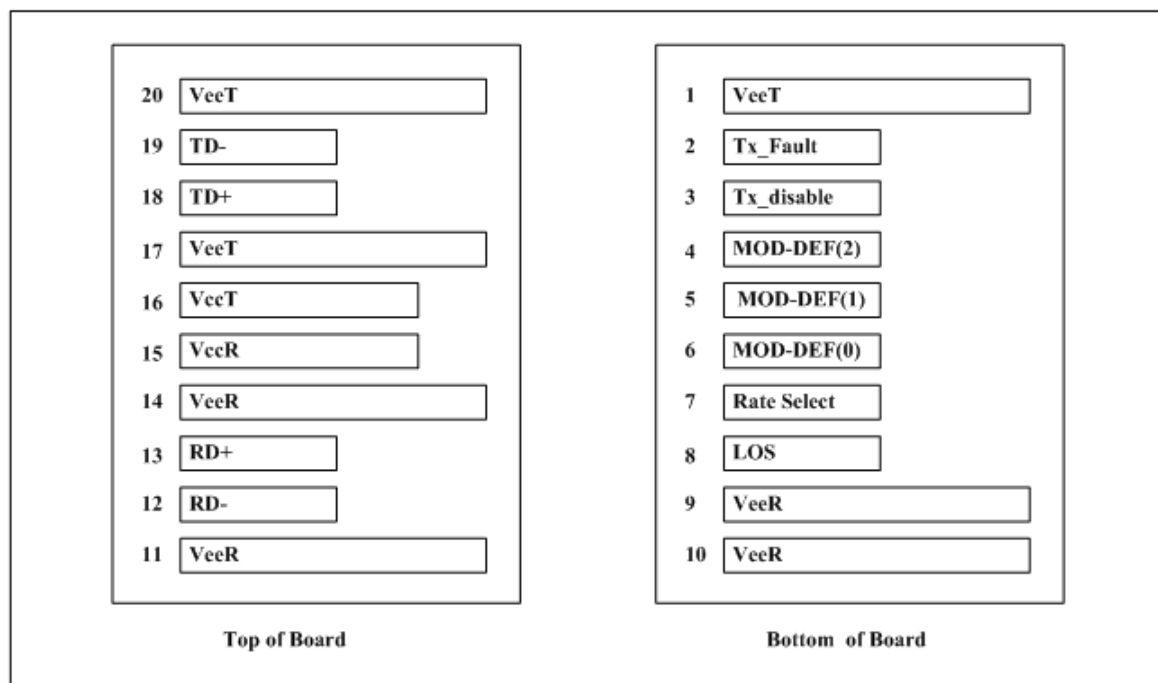 20 VeeT
19 TD-
18 TD+
17 VeeT
16 VccT
15 VccR
14 VeeR
13 RD+
12 RD-
11 VeeR
Top of Board
1 VeeT
2 Tx_Fault
3 Tx_disable
4 MOD-DEF(2)
5 MOD-DEF(1)
6 MOD-DEF(0)
7 Rate Select
8 LOS
9 VeeR
10 VeeR
Bottom of Board